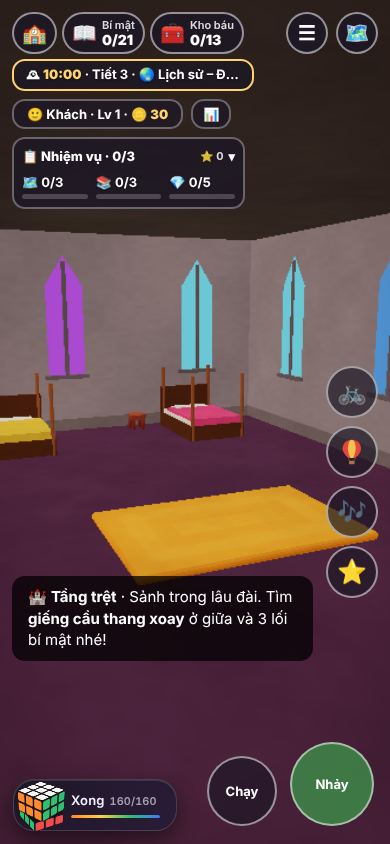 Bí mật
0/21
Kho báu
0/13
10:00 · Tiết 3 · Lịch sử – Đ...
Khách · Lv 1 · 30
Nhiệm vụ · 0/3
0 ▾
0/3
0/3
0/5
Tầng trệt · Sảnh trong lâu đài. Tìm
giếng cầu thang xoay ở giữa và 3 lối
bí mật nhé!
Xong 160/160
Chạy
Nhảy